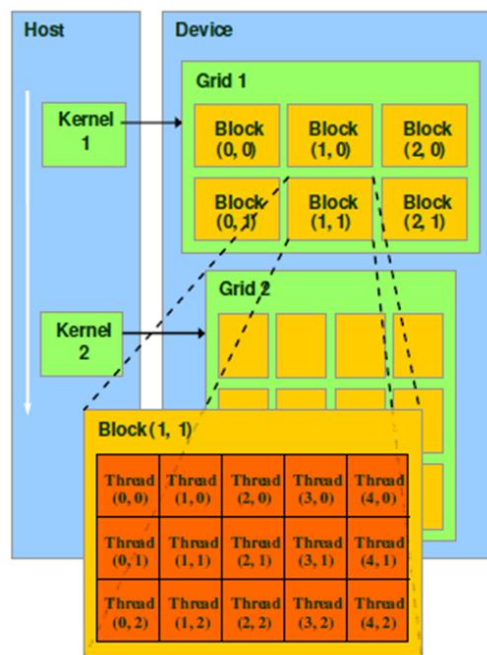 Host
Device
Grid 1
Kernel
1
Block
(0, 0)
Block
(1, 0)
Block
(2, 0)
Block
(0, 1)
Block
(1, 1)
Block
(2, 1)
Grid 2
Kernel
2
Block (1, 1)
Thread
(0, 0)
Thread
(1, 0)
Thread
(2, 0)
Thread
(3, 0)
Thread
(4, 0)
Thread
(0, 1)
Thread
(1, 1)
Thread
(2, 1)
Thread
(3, 1)
Thread
(4, 1)
Thread
(0, 2)
Thread
(1, 2)
Thread
(2, 2)
Thread
(3, 2)
Thread
(4, 2)